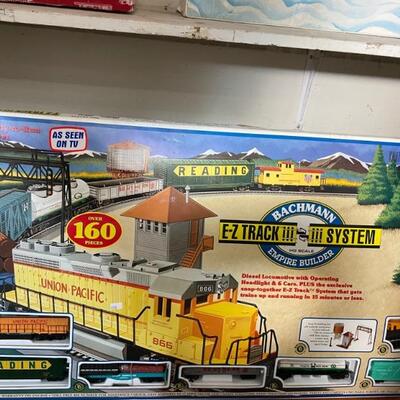 AS SEEN
ON TV
READING
BACHMANN
E-Z TRACK SYSTEM
HO SCALE
EMPIRE BUILDER
OVER
160
PIECES
Diesel Locomotive with Operating
Headlight & 6 Cars, PLUS the exclusive
snap-together E-Z Track System that gets
trains up and running in 15 minutes or less.
UNION PACIFIC
866
866
READING